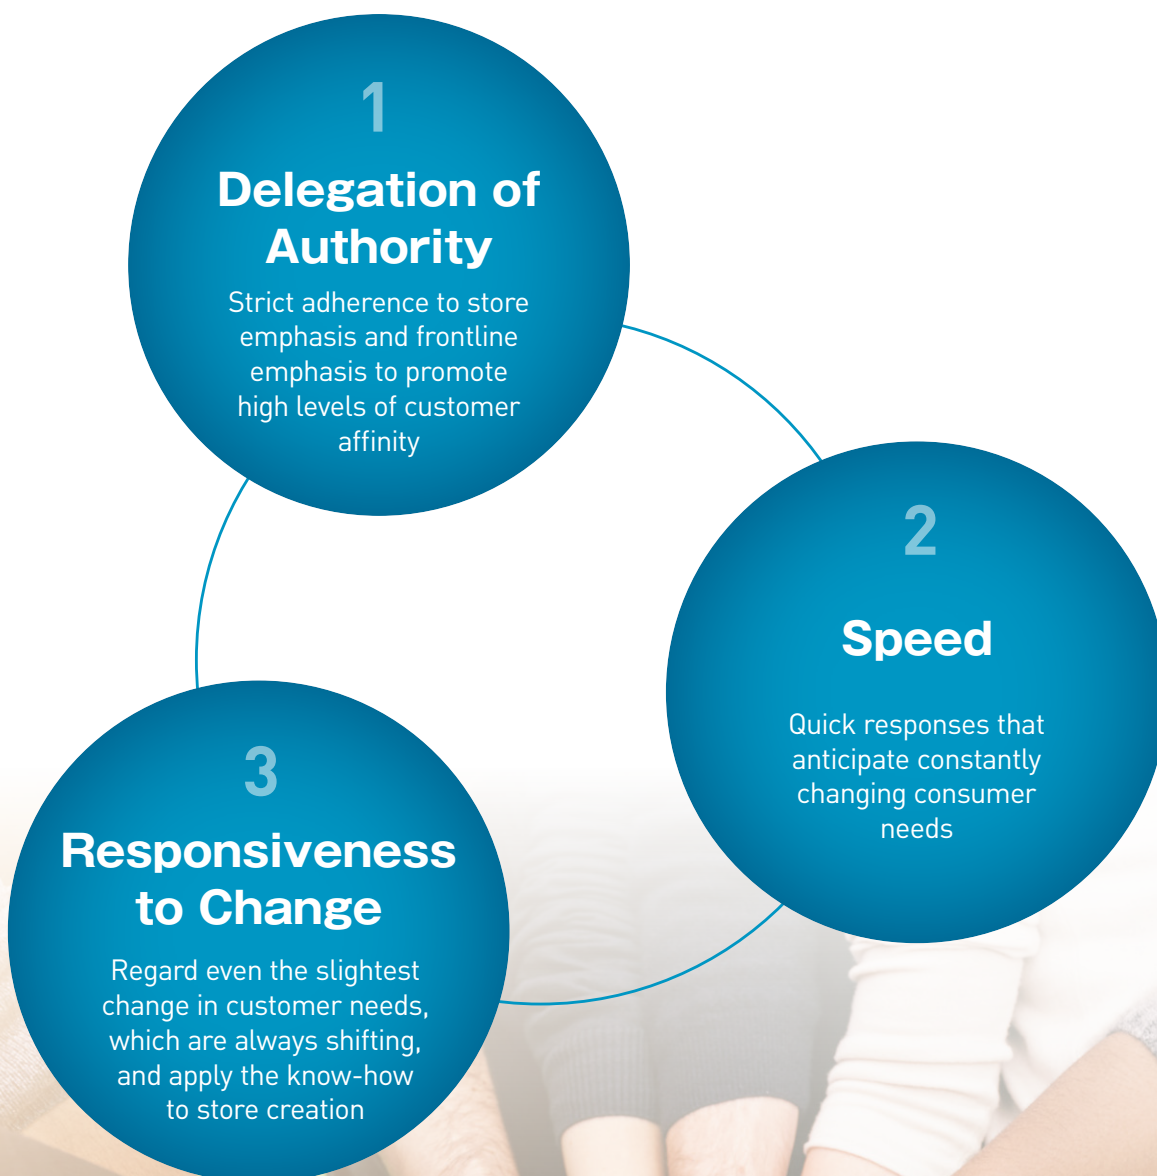 1
Delegation of
Authority
Strict adherence to store
emphasis and frontline
emphasis to promote
high levels of customer
affinity
2
Speed
Quick responses that
anticipate constantly
changing consumer
needs
3
Responsiveness
to Change
Regard even the slightest
change in customer needs,
which are always shifting,
and apply the know-how
to store creation